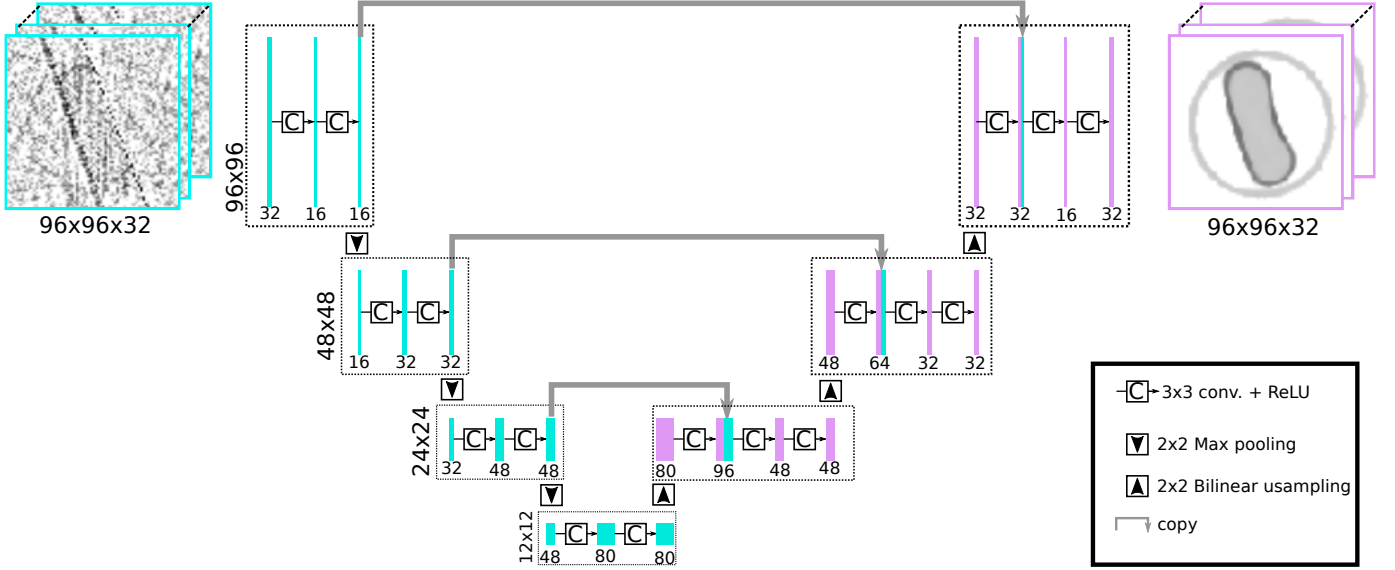 96x96x32
96x96
C C
32 16 16
C C C
32 32 16 32
96x96x32
48x48
C C
16 32 32
C C C
48 64 32 32
24x24
C C
32 48 48
C C C
80 96 48 48
12x12
C C
48 80 80
C 3x3 conv. + ReLU
2x2 Max pooling
2x2 Bilinear usampling
copy